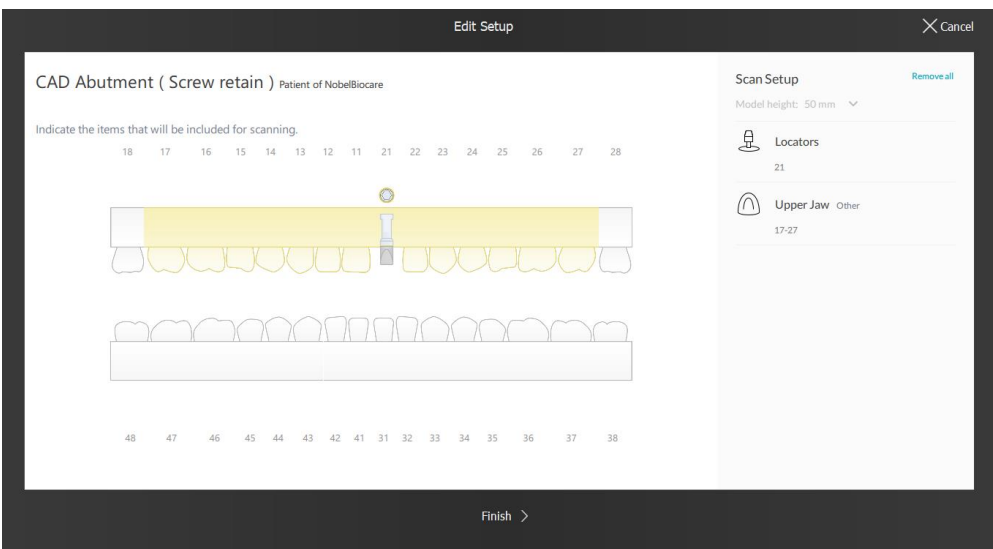 Edit Setup
Cancel
CAD Abutment ( Screw retain ) Patient of NobelBiocare
Indicate the items that will be included for scanning.
18 17 16 15 14 13 12 11 21 22 23 24 25 26 27 28
48 47 46 45 44 43 42 41 31 32 33 34 35 36 37 38
Scan Setup Remove all
Model height: 50 mm
Locators
21
Upper Jaw Other
17-27
Finish